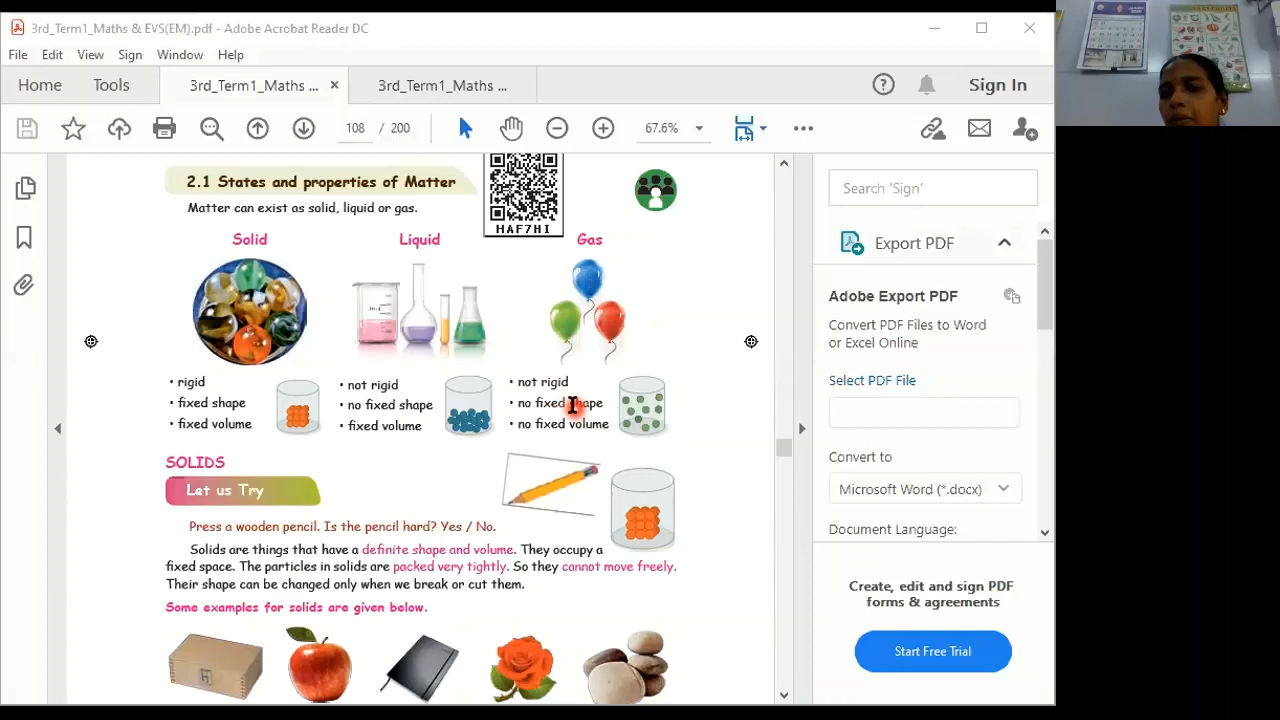 3rd_Term1_Maths & EVS(EM).pdf - Adobe Acrobat Reader DC
File Edit View Window Help
Home Tools 3rd_Term1_Maths ... × 3rd_Term1_Maths ... Sign In
108 / 200 67.6%
2.1 States and properties of Matter
Matter can exist as solid, liquid or gas.
HAF7HI
Solid Liquid Gas
• rigid
• fixed shape
• fixed volume
• not rigid
• no fixed shape
• fixed volume
• not rigid
• no fixed shape
• no fixed volume
SOLIDS
Let us Try
Press a wooden pencil. Is the pencil hard? Yes / No.
Solids are things that have a definite shape and volume. They occupy a
fixed space. The particles in solids are packed very tightly. So they cannot move freely.
Their shape can be changed only when we break or cut them.
Some examples for solids are given below.
Search 'Sign'
Export PDF
Adobe Export PDF
Convert PDF Files to Word
or Excel Online
Select PDF File
Convert to
Microsoft Word (*.docx)
Document Language:
Create, edit and sign PDF
forms & agreements
Start Free Trial